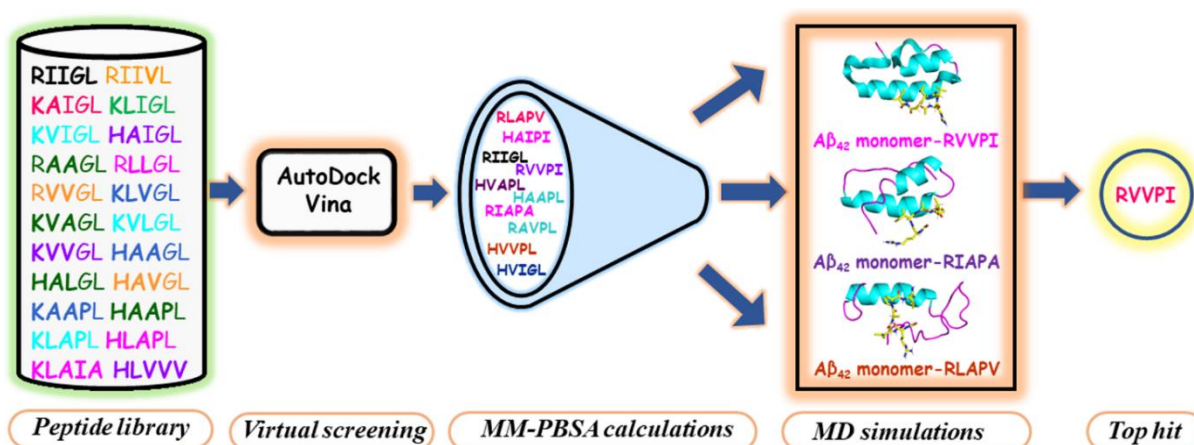 RIIGL RIIVL
KAIGL KLIGL
KVIGL HAIGL
RAAGL RLLGL
RVVGL KLVGL
KVAGL KVLGL
KVVGL HAAGL
HALGL HAVGL
KAAPL HAAPL
KLAPL HLAPL
KLAIA HLVVV
AutoDock
Vina
RLAPV
HAIPI
RIIGL
RVVPI
HVAPL
HAAPL
RIAPA
RAVPL
HVVPL
HVIGL
Aβ₄₂ monomer-RVVPI
Aβ₄₂ monomer-RIAPA
Aβ₄₂ monomer-RLAPV
RVVPI
Peptide library
Virtual screening
MM-PBSA calculations
MD simulations
Top hit